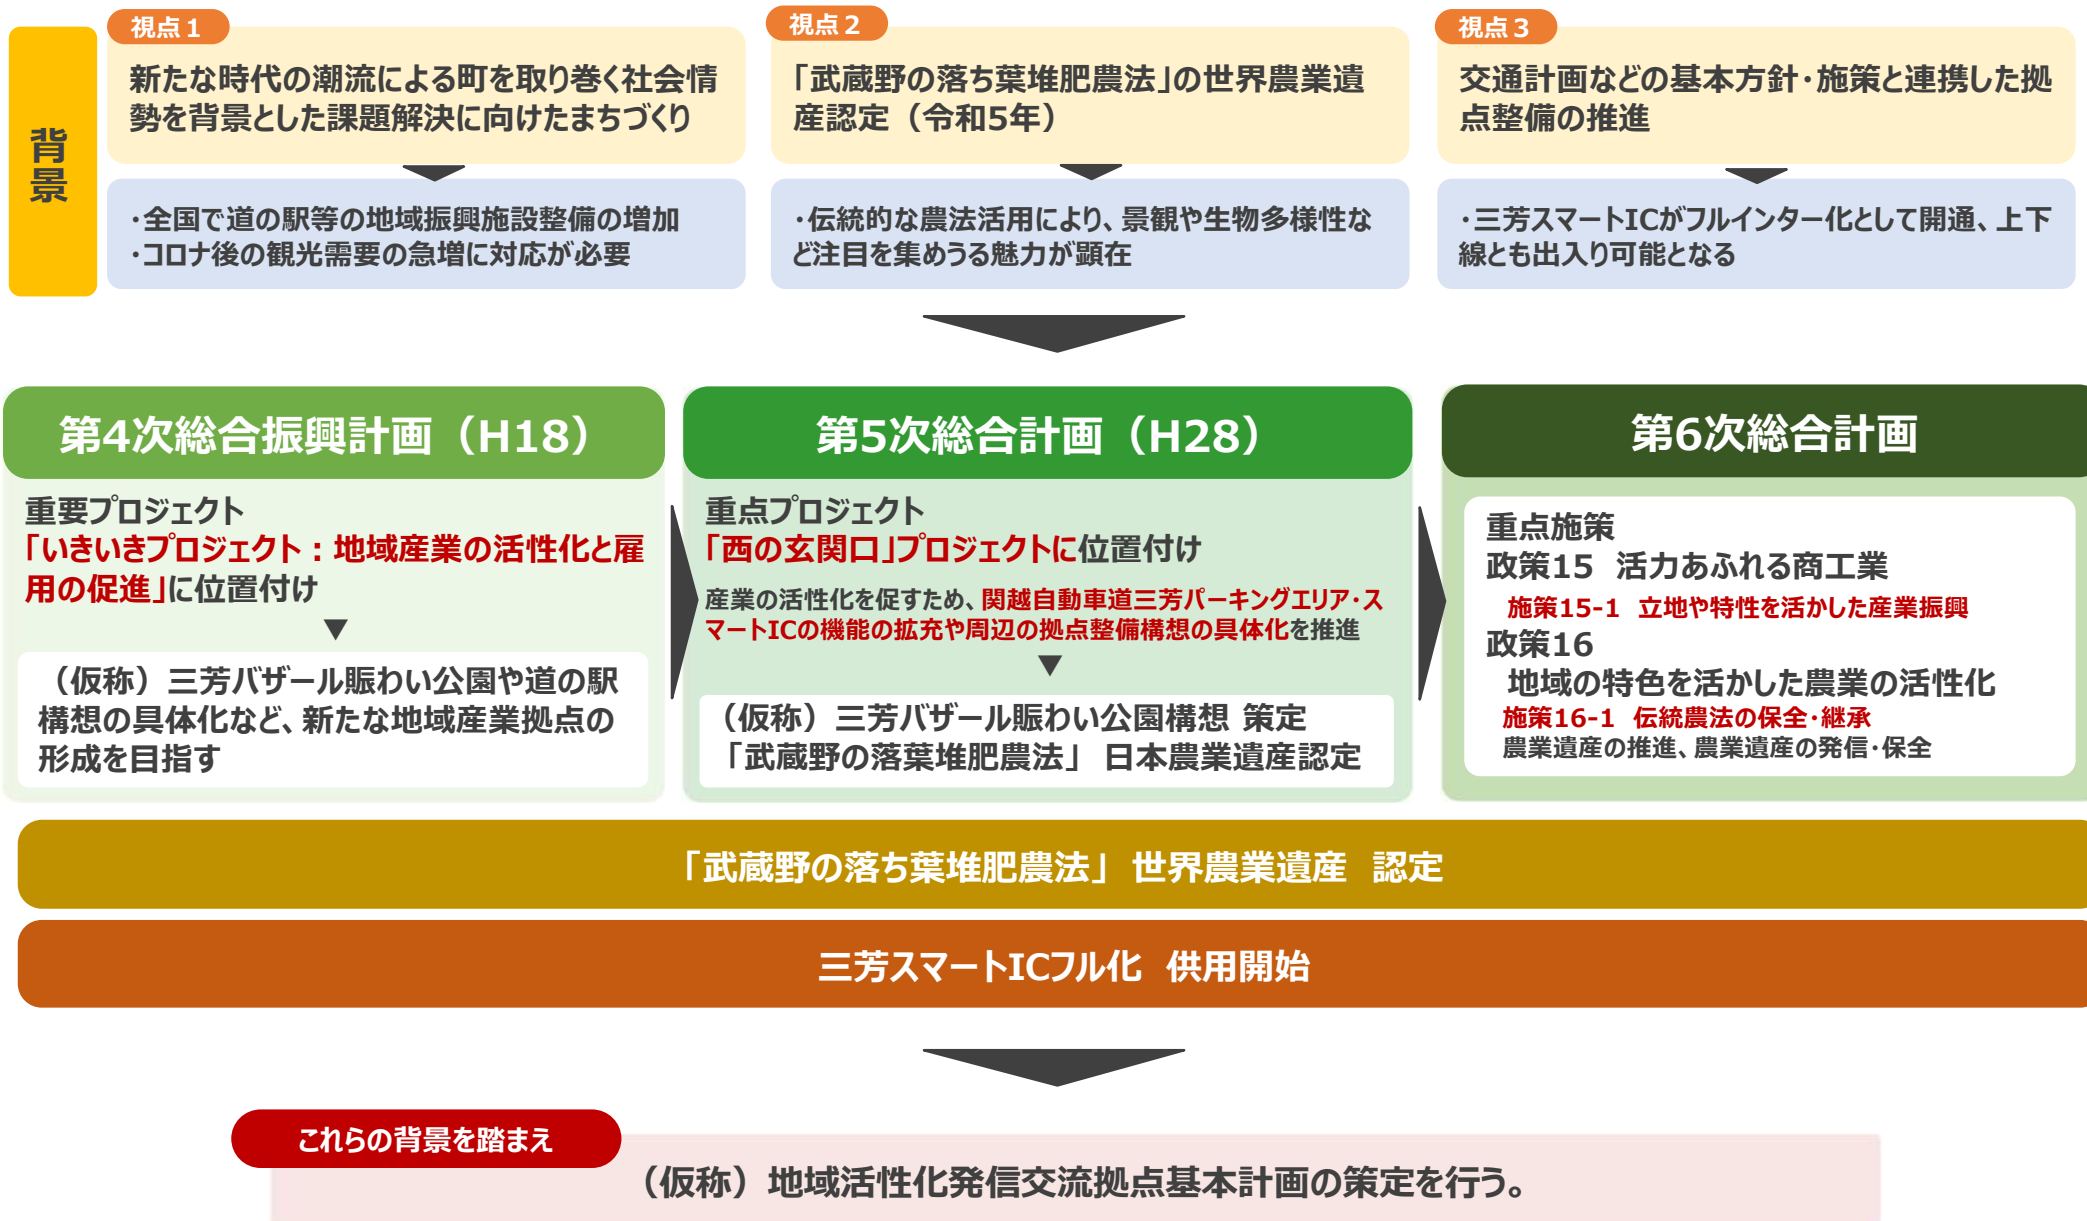 背景
視点1
新たな時代の潮流による町を取り巻く社会情
勢を背景とした課題解決に向けたまちづくり
・全国で道の駅等の地域振興施設整備の増加
・コロナ後の観光需要の急増に対応が必要
視点2
「武蔵野の落ち葉堆肥農法」の世界農業遺
産認定（令和5年）
・伝統的な農法活用により、景観や生物多様性な
ど注目を集めうる魅力が顕在
視点3
交通計画などの基本方針・施策と連携した拠
点整備の推進
・三芳スマートICがフルインター化として開通、上下
線とも出入り可能となる
第4次総合振興計画（H18）
重要プロジェクト
「いきいきプロジェクト：地域産業の活性化と雇
用の促進」に位置付け
▼
（仮称）三芳バザール賑わい公園や道の駅
構想の具体化など、新たな地域産業拠点の
形成を目指す
第5次総合計画（H28）
重点プロジェクト
「西の玄関口」プロジェクトに位置付け
産業の活性化を促すため、関越自動車道三芳パーキングエリア・ス
マートICの機能の拡充や周辺の拠点整備構想の具体化を推進
▼
（仮称）三芳バザール賑わい公園構想 策定
「武蔵野の落葉堆肥農法」 日本農業遺産認定
第6次総合計画
重点施策
政策15 活力あふれる商工業
施策15-1 立地や特性を活かした産業振興
政策16
地域の特色を活かした農業の活性化
施策16-1 伝統農法の保全・継承
農業遺産の推進、農業遺産の発信・保全
「武蔵野の落ち葉堆肥農法」 世界農業遺産 認定
三芳スマートICフル化 供用開始
これらの背景を踏まえ
（仮称）地域活性化発信交流拠点基本計画の策定を行う。